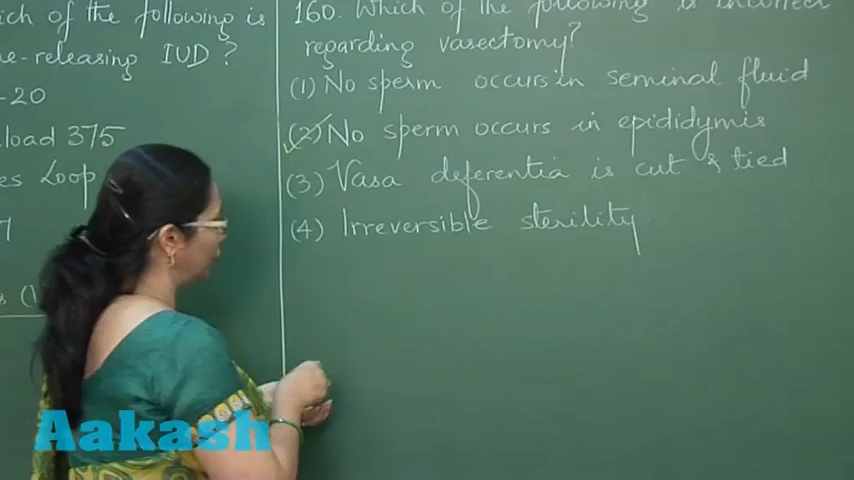 ich of the following is
e-releasing IUD ?
-20
load 375
es Loop
7
s (1
160. Which of the following is incorrect
regarding vasectomy?
(1) No sperm occurs in seminal fluid
(2) No sperm occurs in epididymis
(3) Vasa deferentia is cut & tied
(4) Irreversible sterility
Aakash